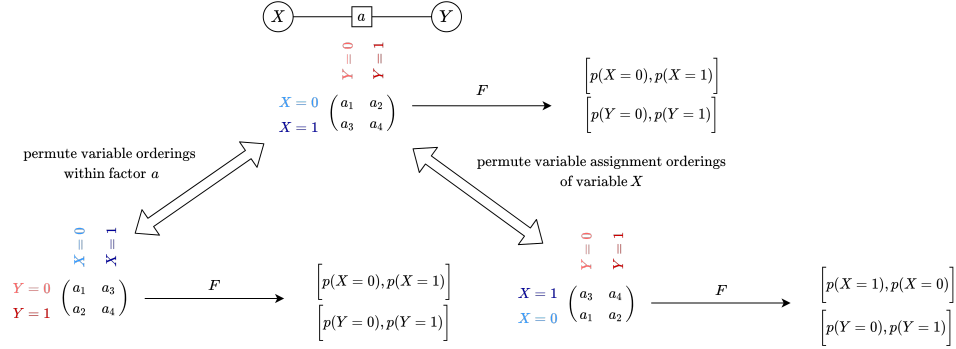 X a Y
Y = 0 Y = 1
X = 0 ( a₁ a₂ )
X = 1 ( a₃ a₄ )
F
[p(X = 0), p(X = 1)]
[p(Y = 0), p(Y = 1)]
permute variable orderings
within factor a
permute variable assignment orderings
of variable X
X = 0 X = 1
Y = 0 ( a₁ a₃ )
Y = 1 ( a₂ a₄ )
F
[p(X = 0), p(X = 1)]
[p(Y = 0), p(Y = 1)]
Y = 0 Y = 1
X = 1 ( a₃ a₄ )
X = 0 ( a₁ a₂ )
F
[p(X = 1), p(X = 0)]
[p(Y = 0), p(Y = 1)]